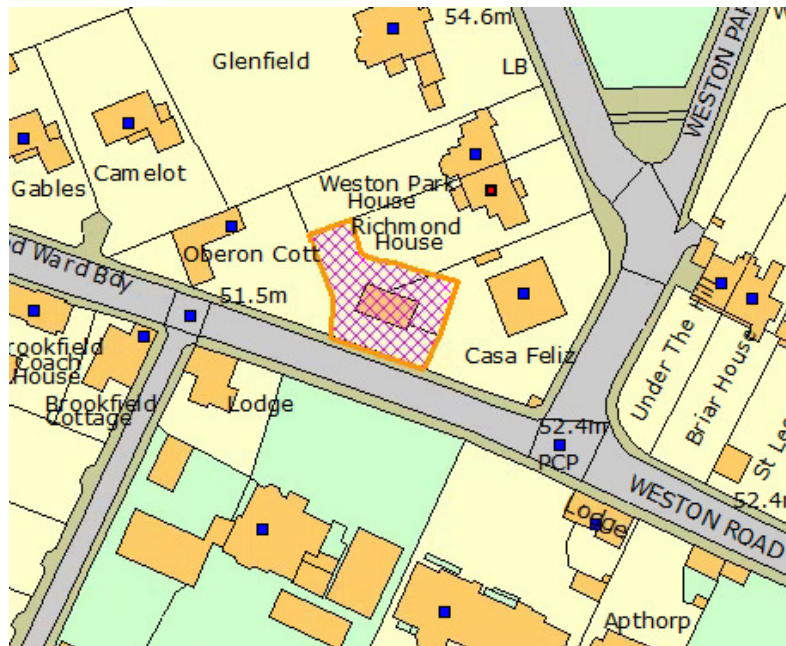 54.6m
Glenfield
LB
WESTON PAR
W
Camelot
Gables
Weston Park
House
Richmond
House
Oberon Cott
d Ward Bdy
51.5m
Casa Feliz
Under The Hill
Briar House
St Le
rookfield
Coach
House
Brookfield
Cottage
Lodge
52.4m
PCP
WESTON ROAD
52.4m
Lodge
Apthorp